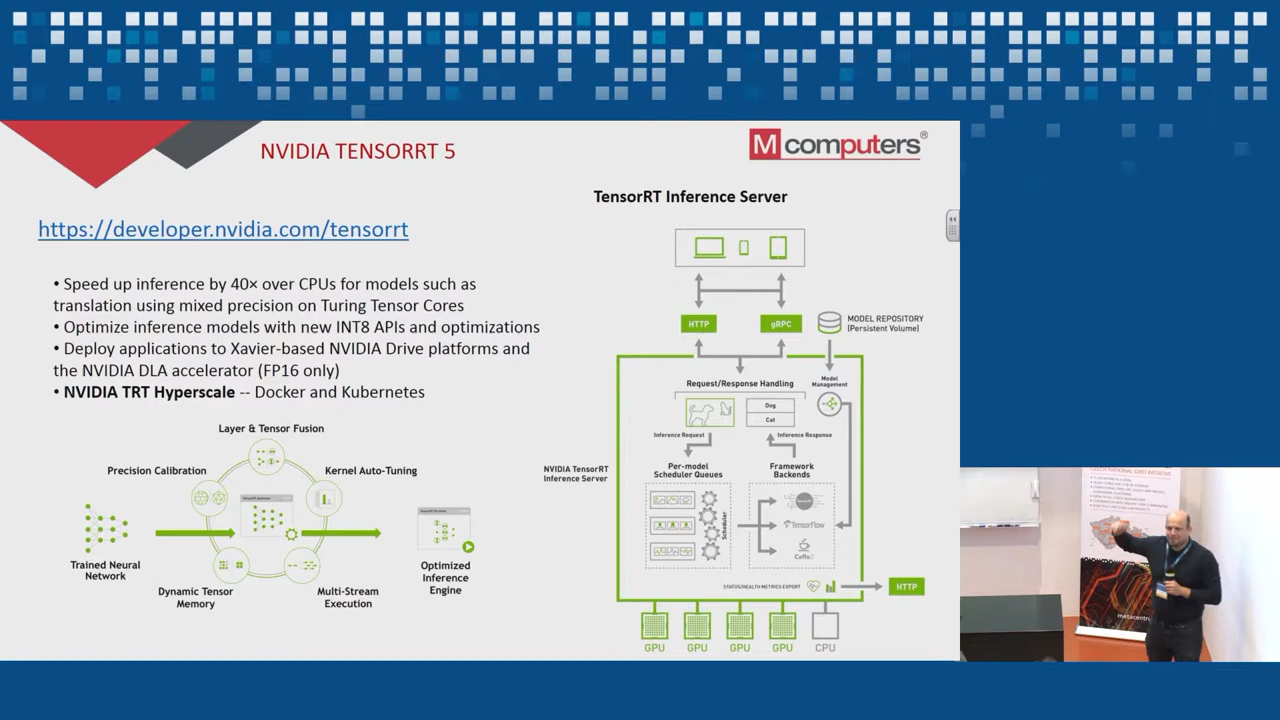 NVIDIA TENSORRT 5
M computers®
https://developer.nvidia.com/tensorrt
• Speed up inference by 40× over CPUs for models such as
translation using mixed precision on Turing Tensor Cores
• Optimize inference models with new INT8 APIs and optimizations
• Deploy applications to Xavier-based NVIDIA Drive platforms and
the NVIDIA DLA accelerator (FP16 only)
• NVIDIA TRT Hyperscale -- Docker and Kubernetes
Layer & Tensor Fusion
Precision Calibration
Kernel Auto-Tuning
Trained Neural
Network
Dynamic Tensor
Memory
Multi-Stream
Execution
Optimized
Inference
Engine
TensorRT Inference Server
HTTP
gRPC
MODEL REPOSITORY
(Persistent Volume)
Request/Response Handling
Model
Management
Dog
Cat
Inference Request
Inference Response
NVIDIA TensorRT
Inference Server
Per-model
Scheduler Queues
Framework
Backends
Scheduler
TensorFlow
Caffe2
STATUS/HEALTH METRICS EXPORT
HTTP
GPU
GPU
GPU
GPU
CPU
CZECH NATIONAL GRID INITIATIVE
metacentr